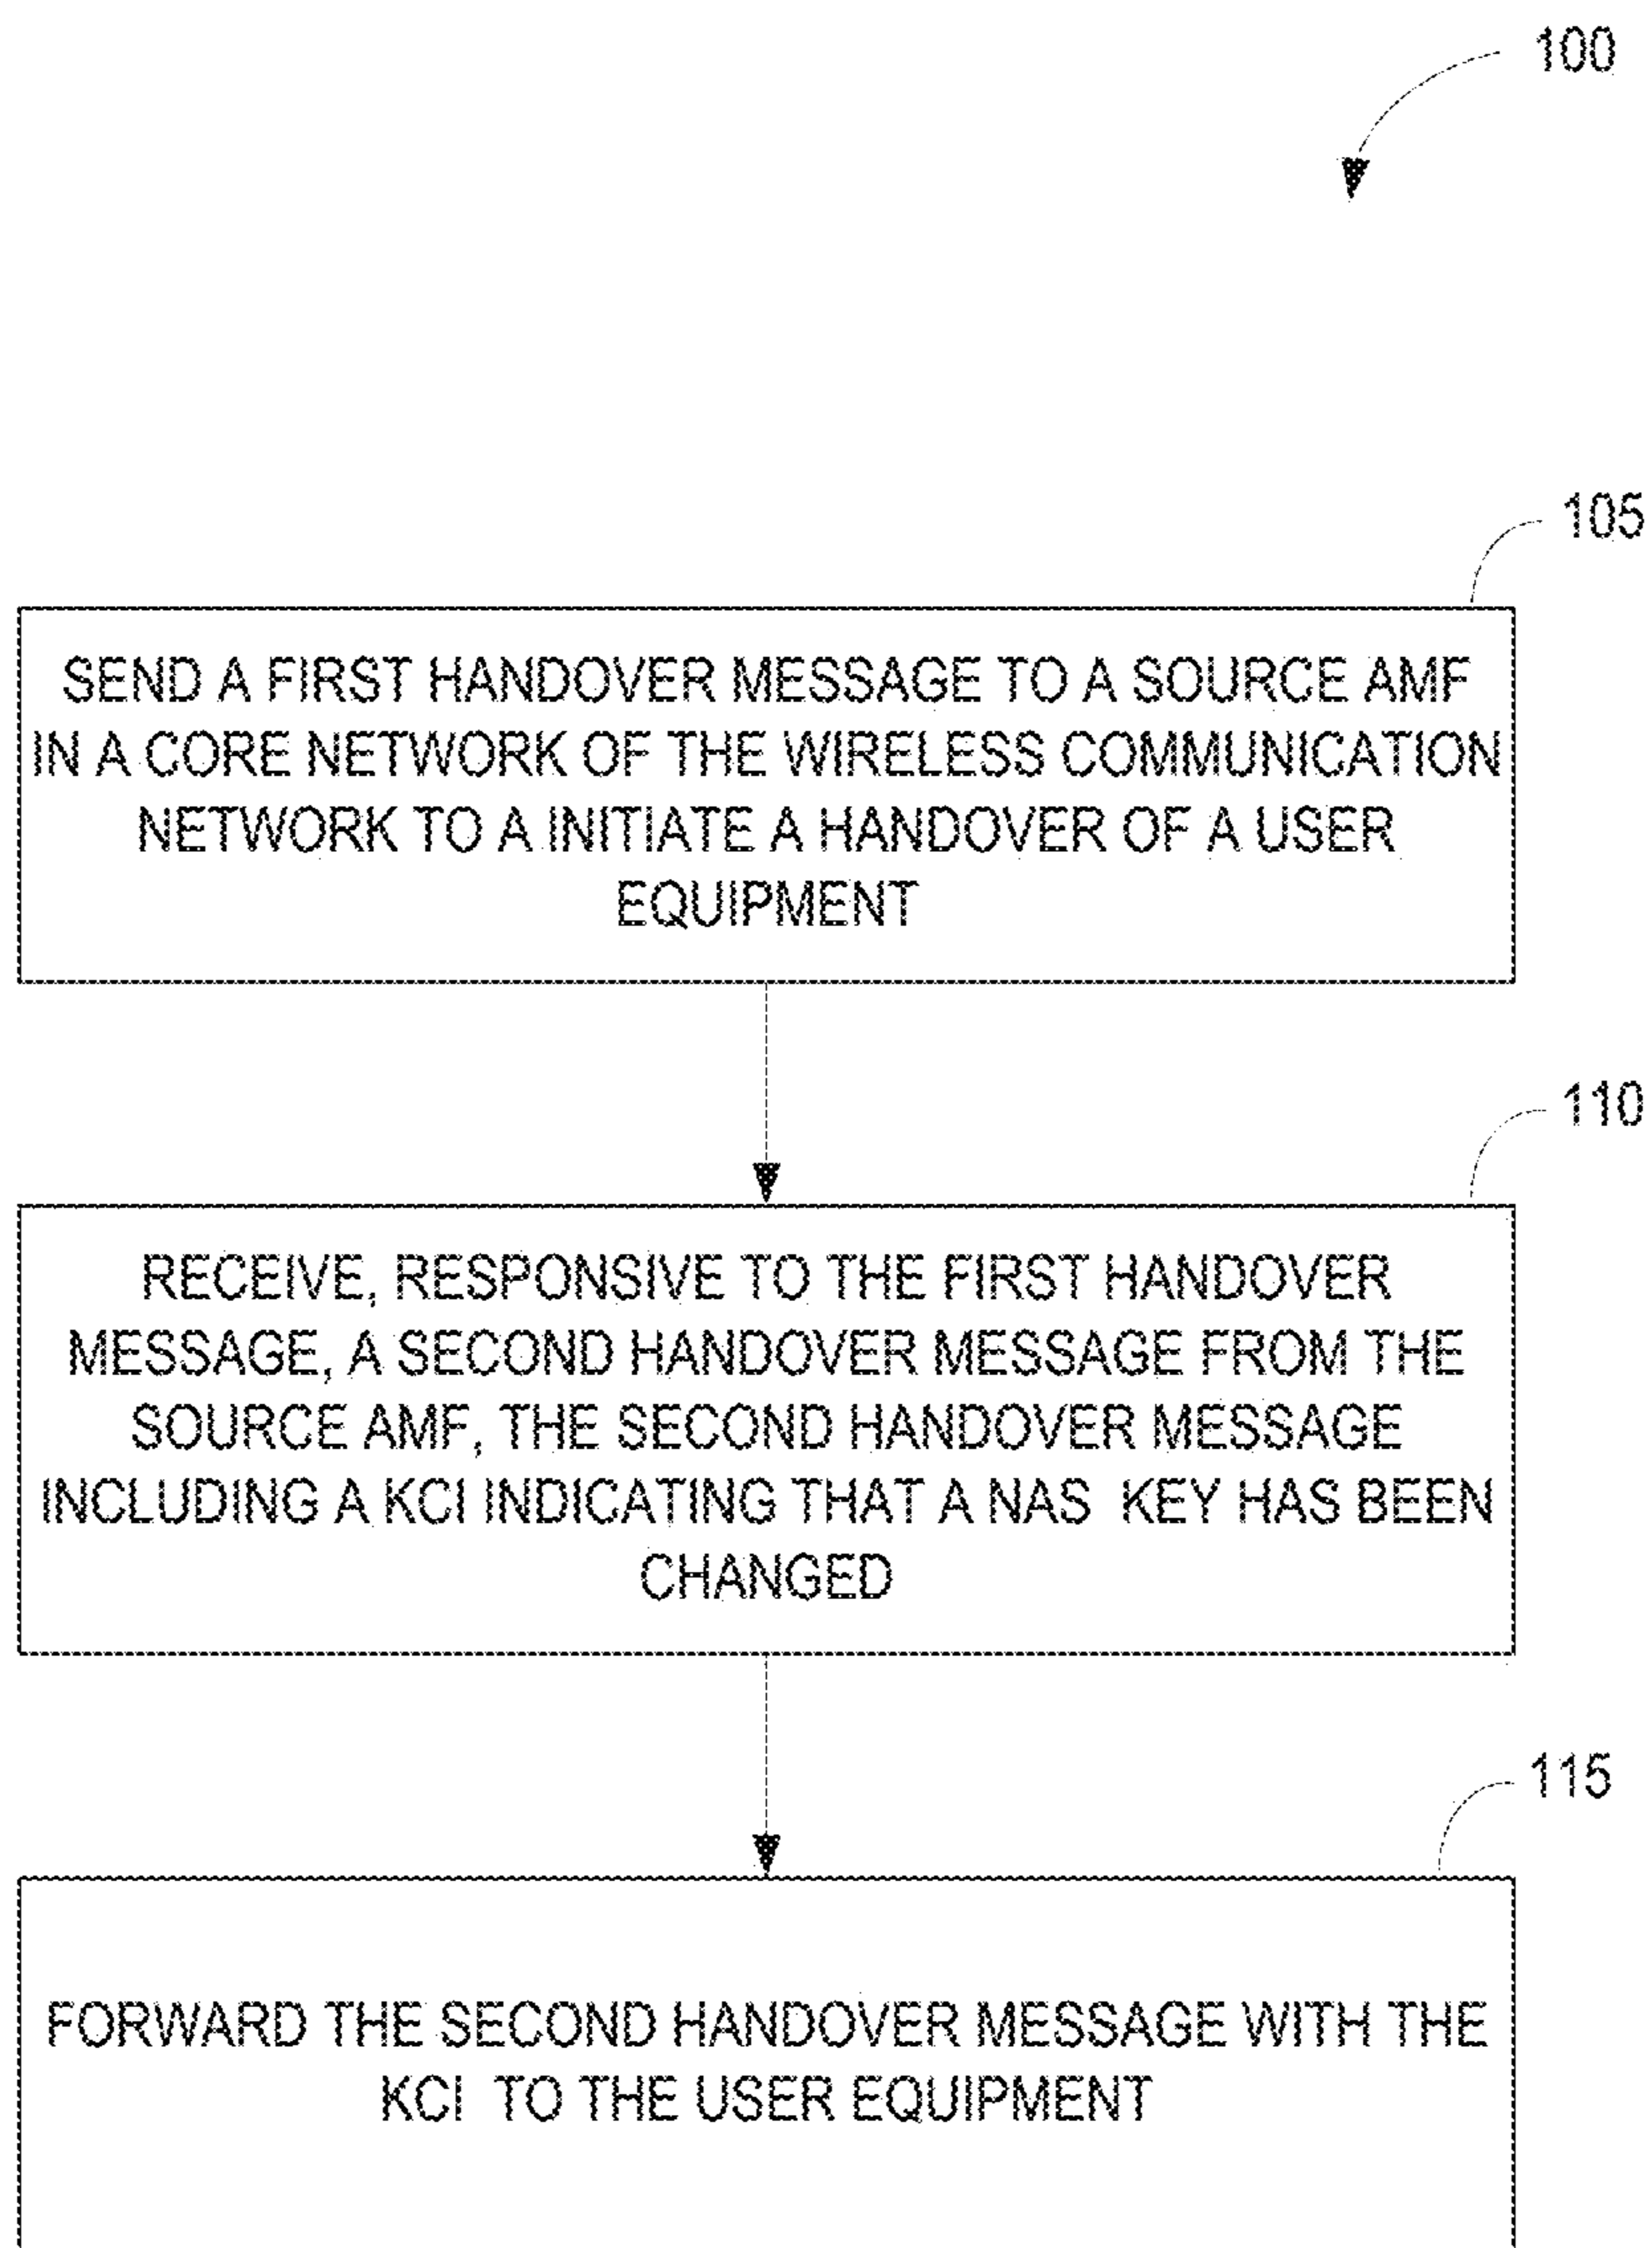 100
105
SEND A FIRST HANDOVER MESSAGE TO A SOURCE AMF
IN A CORE NETWORK OF THE WIRELESS COMMUNICATION
NETWORK TO A INITIATE A HANDOVER OF A USER
EQUIPMENT
110
RECEIVE, RESPONSIVE TO THE FIRST HANDOVER
MESSAGE, A SECOND HANDOVER MESSAGE FROM THE
SOURCE AMF, THE SECOND HANDOVER MESSAGE
INCLUDING A KCI INDICATING THAT A NAS KEY HAS BEEN
CHANGED
115
FORWARD THE SECOND HANDOVER MESSAGE WITH THE
KCI TO THE USER EQUIPMENT